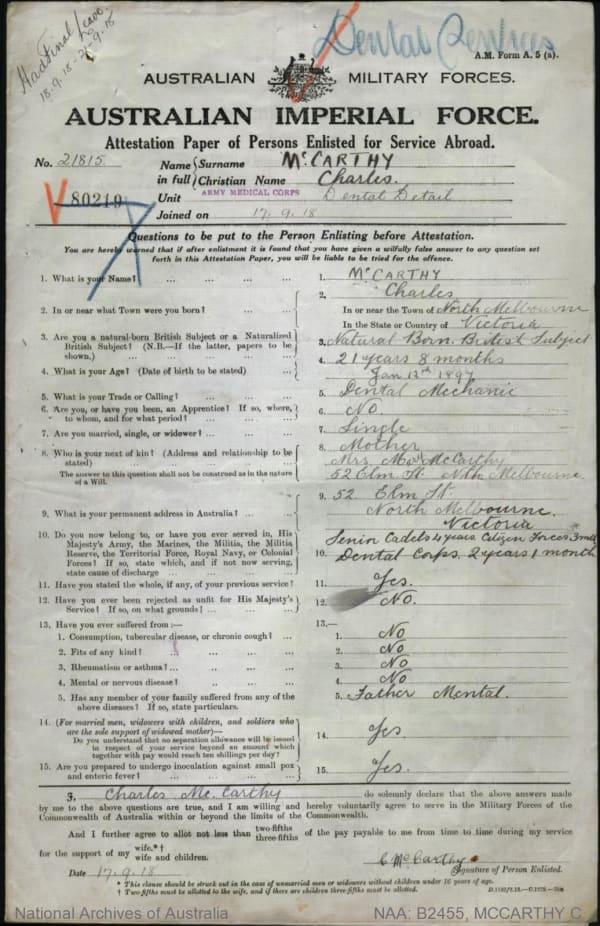 Had Final Leave.
18.9.18 - 21.9.18
Dental Services
A.M. Form A. 5 (a).
AUSTRALIAN MILITARY FORCES.
AUSTRALIAN IMPERIAL FORCE.
Attestation Paper of Persons Enlisted for Service Abroad.
No. 21815
Name in full { Surname McCARTHY
Christian Name Charles.
80219
Unit ARMY MEDICAL CORPS Dental Detail
Joined on 17.9.18
Questions to be put to the Person Enlisting before Attestation.
You are hereby warned that if after enlistment it is found that you have given a wilfully false answer to any question set
forth in this Attestation Paper, you will be liable to be tried for the offence.
1. What is your Name? ... ... ... ... 1. McCARTHY
2. Charles
2. In or near what Town were you born? ... ... In or near the Town of North Melbourne
In the State or Country of Victoria
3. Are you a natural-born British Subject or a Naturalized
British Subject? (N.B.—If the latter, papers to be
shown.) ... ... ... ... 3. Natural Born British Subject
4. What is your Age? (Date of birth to be stated) ... 4. 21 years 8 months
Jan 12th 1897
5. What is your Trade or Calling? ... ... ... 5. Dental Mechanic
6. Are you, or have you been, an Apprentice? If so, where,
to whom, and for what period? ... ... ... 6. No.
7. Are you married, single, or widower? ... ... 7. Single
8. Who is your next of kin? (Address and relationship to be
stated) ... ... ... ... 8. Mother
Mrs McCarthy
The answer to this question shall not be construed as in the nature
of a Will.
52 Elm St. Nth Melbourne
9. What is your permanent address in Australia? ... ... 9. 52 Elm St.
North Melbourne.
Victoria
10. Do you now belong to, or have you ever served in, His
Majesty's Army, the Marines, the Militia, the Militia
Reserve, the Territorial Force, Royal Navy, or Colonial
Forces? If so, state which, and if not now serving,
state cause of discharge ... ... ... 10. Senior Cadets 4 years Citizen Forces 3 mths
Dental Corps. 2 years 1 month
11. Have you stated the whole, if any, of your previous service? 11. Yes.
12. Have you ever been rejected as unfit for His Majesty's
Service? If so, on what grounds? ... ... ... 12. No.
13. Have you ever suffered from:— 13.—
1. Consumption, tubercular disease, or chronic cough? ... 1. No
2. Fits of any kind? ... ... ... 2. No
3. Rheumatism or asthma? ... ... ... 3. No
4. Mental or nervous disease? ... ... ... 4. No
5. Has any member of your family suffered from any of the
above diseases? If so, state particulars. 5. Father Mental.
14. (For married men, widowers with children, and soldiers who
are the sole support of widowed mother)—
Do you understand that no separation allowance will be issued
in respect of your service beyond an amount which
together with pay would reach ten shillings per day? 14. Yes.
15. Are you prepared to undergo inoculation against small pox
and enteric fever? ... ... ... ... 15. Yes.
I, Charles McCarthy do solemnly declare that the above answers made
by me to the above questions are true, and I am willing and hereby voluntarily agree to serve in the Military Forces of the
Commonwealth of Australia within or beyond the limits of the Commonwealth.
And I further agree to allot not less than two-fifths three-fifths of the pay payable to me from time to time during my service
for the support of my wife.*† wife and children.
C McCarthy
Date 17.9.18 Signature of Person Enlisted.
* This clause should be struck out in the case of unmarried men or widowers without children under 16 years of age.
† Two-fifths must be allotted to the wife, and if there are children three-fifths must be allotted.
National Archives of Australia NAA: B2455, MCCARTHY C